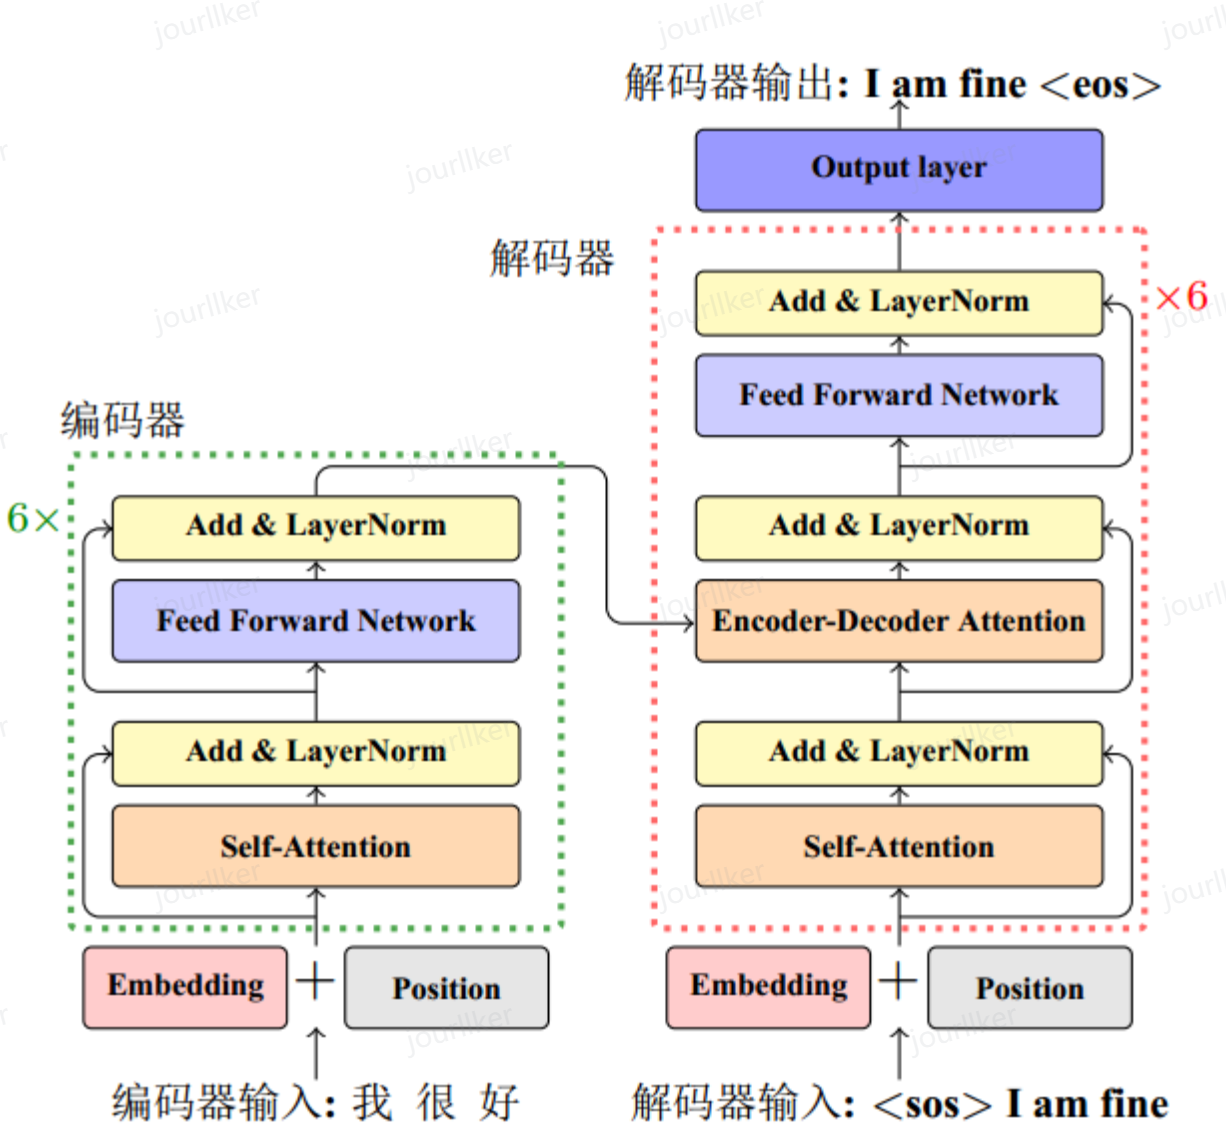 解码器输出: I am fine <eos>
Output layer
解码器
Add & LayerNorm
×6
Feed Forward Network
Add & LayerNorm
Encoder-Decoder Attention
Add & LayerNorm
Self-Attention
Embedding + Position
解码器输入: <sos> I am fine
编码器
6×
Add & LayerNorm
Feed Forward Network
Add & LayerNorm
Self-Attention
Embedding + Position
编码器输入: 我 很 好
jourllker